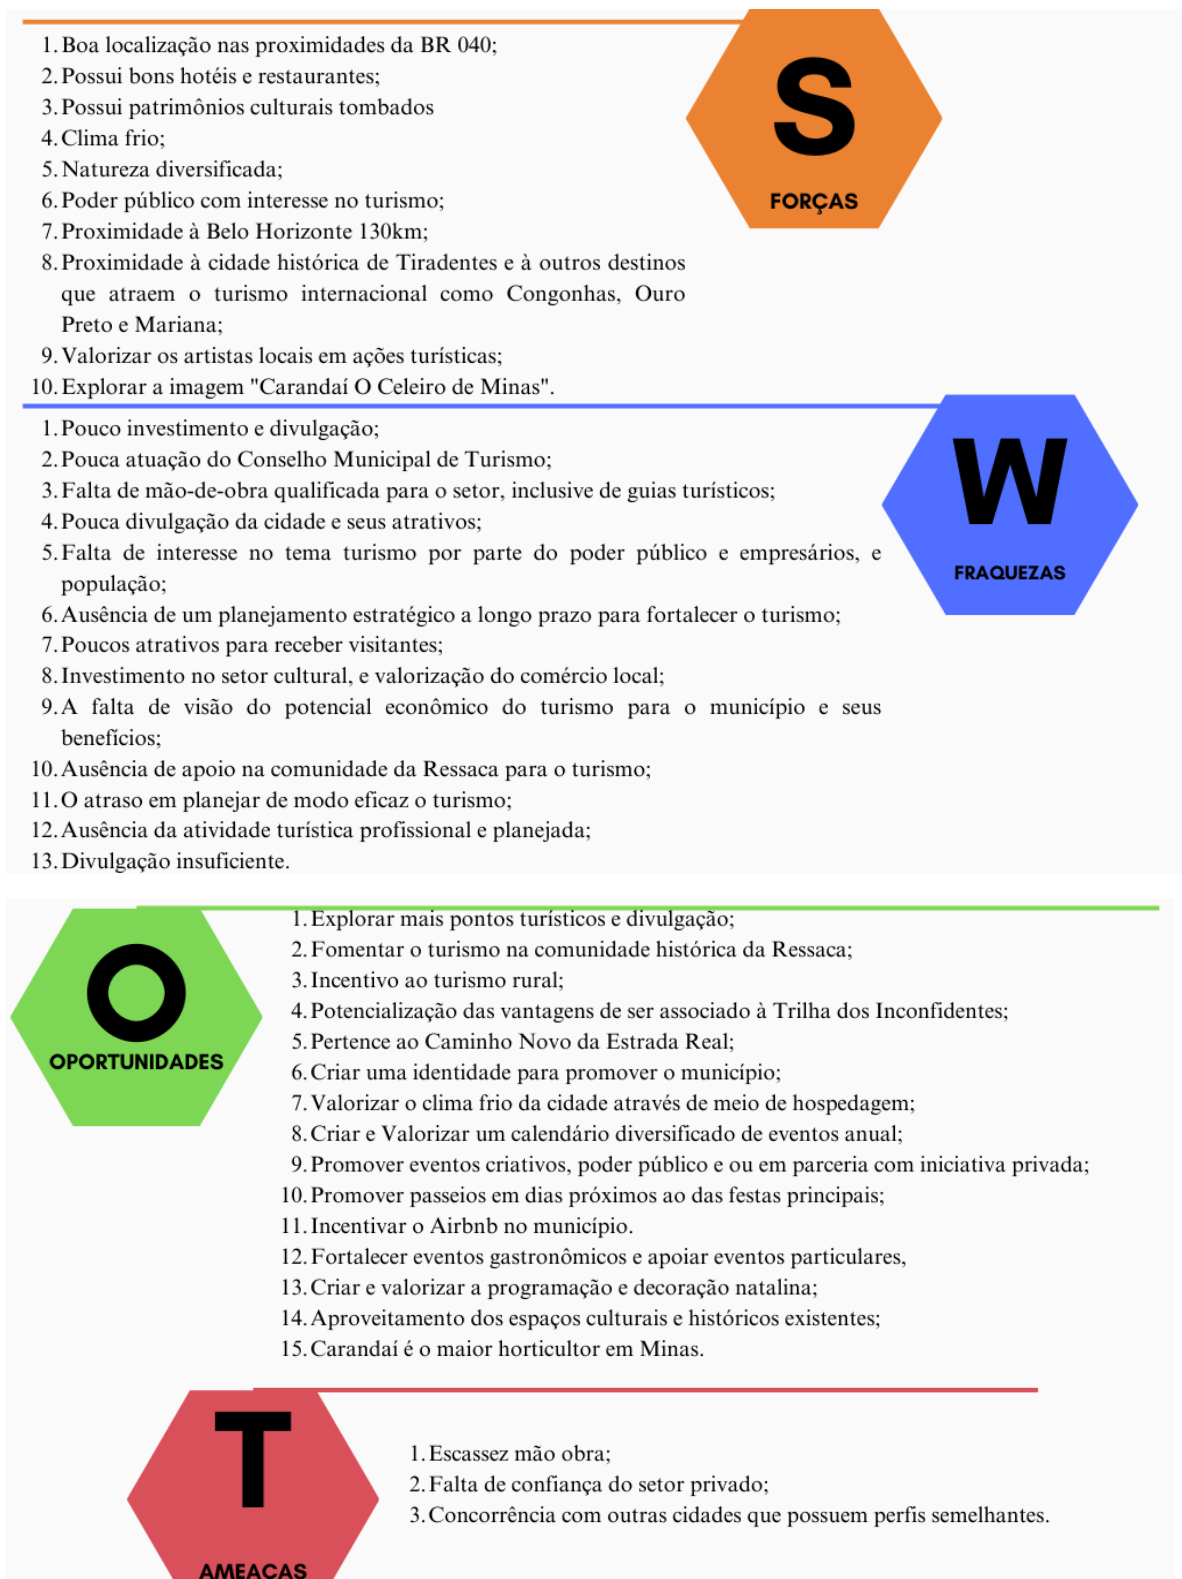 1. Boa localização nas proximidades da BR 040;
2. Possui bons hotéis e restaurantes;
3. Possui patrimônios culturais tombados
4. Clima frio;
5. Natureza diversificada;
6. Poder público com interesse no turismo;
7. Proximidade à Belo Horizonte 130km;
8. Proximidade à cidade histórica de Tiradentes e à outros destinos
que atraem o turismo internacional como Congonhas, Ouro
Preto e Mariana;
9. Valorizar os artistas locais em ações turísticas;
10. Explorar a imagem "Carandaí O Celeiro de Minas".
S
FORÇAS
1. Pouco investimento e divulgação;
2. Pouca atuação do Conselho Municipal de Turismo;
3. Falta de mão-de-obra qualificada para o setor, inclusive de guias turísticos;
4. Pouca divulgação da cidade e seus atrativos;
5. Falta de interesse no tema turismo por parte do poder público e empresários, e
população;
6. Ausência de um planejamento estratégico a longo prazo para fortalecer o turismo;
7. Poucos atrativos para receber visitantes;
8. Investimento no setor cultural, e valorização do comércio local;
9. A falta de visão do potencial econômico do turismo para o município e seus
benefícios;
10. Ausência de apoio na comunidade da Ressaca para o turismo;
11. O atraso em planejar de modo eficaz o turismo;
12. Ausência da atividade turística profissional e planejada;
13. Divulgação insuficiente.
W
FRAQUEZAS
O
OPORTUNIDADES
1. Explorar mais pontos turísticos e divulgação;
2. Fomentar o turismo na comunidade histórica da Ressaca;
3. Incentivo ao turismo rural;
4. Potencialização das vantagens de ser associado à Trilha dos Inconfidentes;
5. Pertence ao Caminho Novo da Estrada Real;
6. Criar uma identidade para promover o município;
7. Valorizar o clima frio da cidade através de meio de hospedagem;
8. Criar e Valorizar um calendário diversificado de eventos anual;
9. Promover eventos criativos, poder público e ou em parceria com iniciativa privada;
10. Promover passeios em dias próximos ao das festas principais;
11. Incentivar o Airbnb no município.
12. Fortalecer eventos gastronômicos e apoiar eventos particulares,
13. Criar e valorizar a programação e decoração natalina;
14. Aproveitamento dos espaços culturais e históricos existentes;
15. Carandaí é o maior horticultor em Minas.
T
AMEAÇAS
1. Escassez mão obra;
2. Falta de confiança do setor privado;
3. Concorrência com outras cidades que possuem perfis semelhantes.